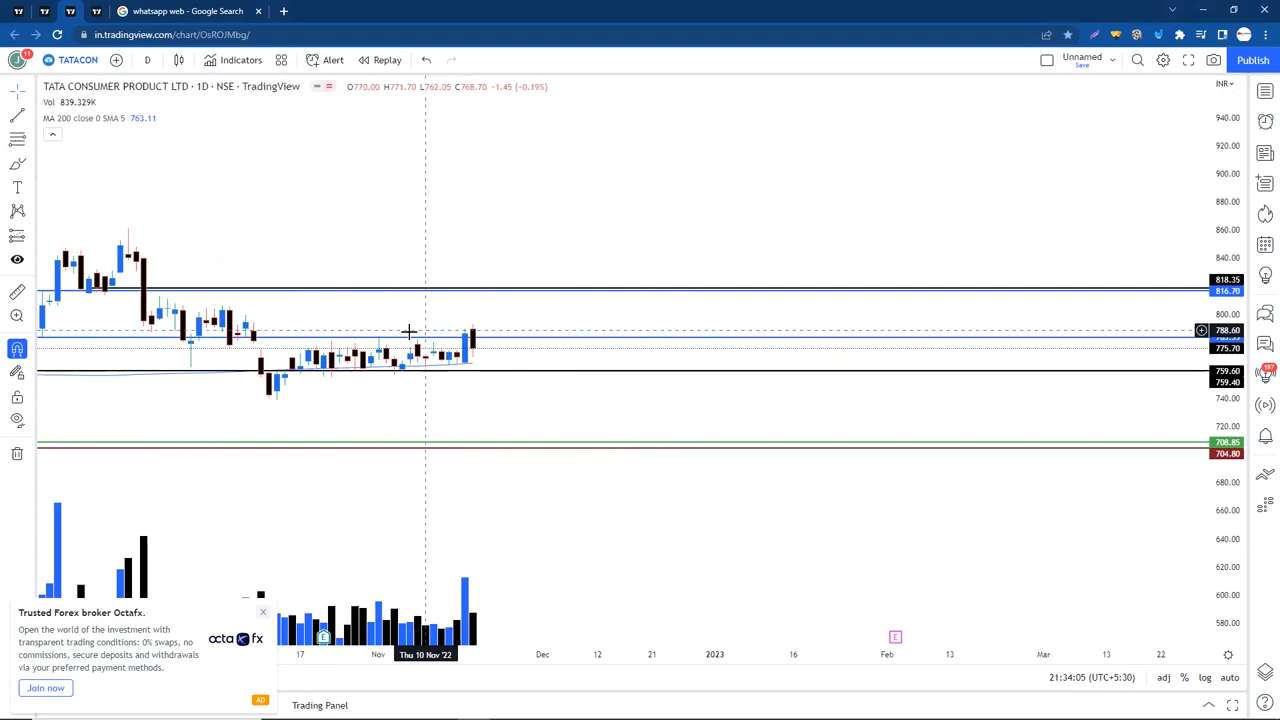 whatsapp web - Google Search
in.tradingview.com/chart/OsROJMbg/
11
TATACON
D
Indicators
Alert
Replay
Unnamed
Save
Publish
TATA CONSUMER PRODUCT LTD · 1D · NSE · TradingView
O770.00 H771.70 L762.05 C768.70 −1.45 (−0.19%)
INR
Vol 839.329K
MA 200 close 0 SMA 5 763.11
940.00
920.00
900.00
880.00
860.00
840.00
818.35
816.70
800.00
788.60
775.70
759.60
759.40
740.00
720.00
708.85
704.80
680.00
660.00
640.00
620.00
600.00
580.00
187
Trusted Forex broker Octafx.
Open the world of the investment with
transparent trading conditions: 0% swaps, no
commissions, secure deposits and withdrawals
via your preferred payment methods.
octa fx
Join now
AD
E
E
17
Nov
Thu 10 Nov '22
Dec
12
21
2023
16
Feb
13
Mar
13
22
21:34:05 (UTC+5:30)
adj
%
log
auto
Trading Panel